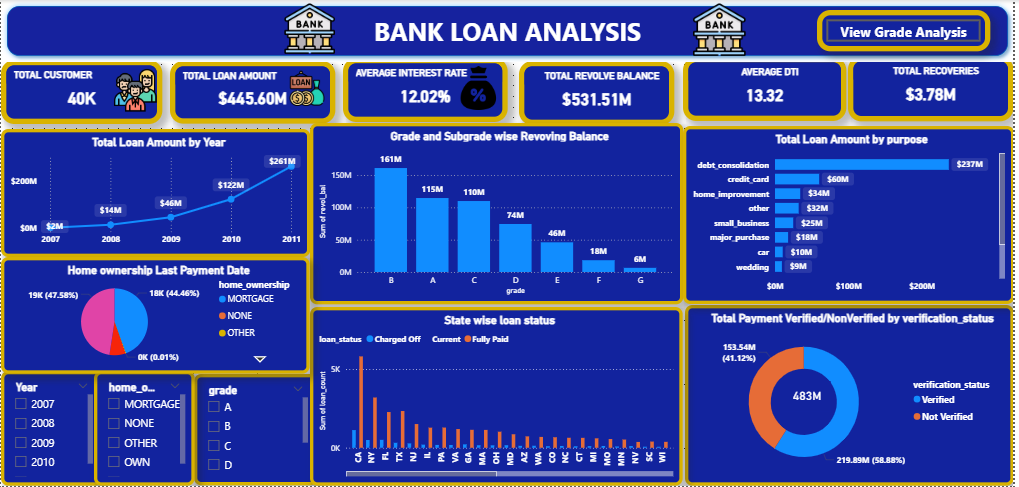 BANK
BANK LOAN ANALYSIS
BANK
View Grade Analysis
TOTAL CUSTOMER
40K
TOTAL LOAN AMOUNT
LOAN
$445.60M
AVERAGE INTEREST RATE
12.02%
%
TOTAL REVOLVE BALANCE
$531.51M
AVERAGE DTI
13.32
TOTAL RECOVERIES
$3.78M
Total Loan Amount by Year
$200M
$0M
$2M
$14M
$46M
$122M
$261M
2007 2008 2009 2010 2011
Grade and Subgrade wise Revoving Balance
Sum of revol_bal
150M
100M
50M
0M
161M
115M
110M
74M
46M
18M
6M
B A C D E F G
grade
Total Loan Amount by purpose
debt_consolidation $237M
credit_card $60M
home_improvement $34M
other $32M
small_business $25M
major_purchase $18M
car $10M
wedding $9M
$0M $100M $200M
Home ownership Last Payment Date
19K (47.58%)
18K (44.46%)
0K (0.01%)
home_ownership
MORTGAGE
NONE
OTHER
Year
2007
2008
2009
2010
home_o...
MORTGAGE
NONE
OTHER
OWN
grade
A
B
C
D
State wise loan status
loan_status Charged Off Current Fully Paid
Sum of loan_count
5K
0K
CA NY FL TX NJ IL PA VA GA MA OH MD AZ WA CO NC CT MI MO MN NV SC WI
Total Payment Verified/NonVerified by verification_status
153.54M
(41.12%)
483M
219.89M (58.88%)
verification_status
Verified
Not Verified